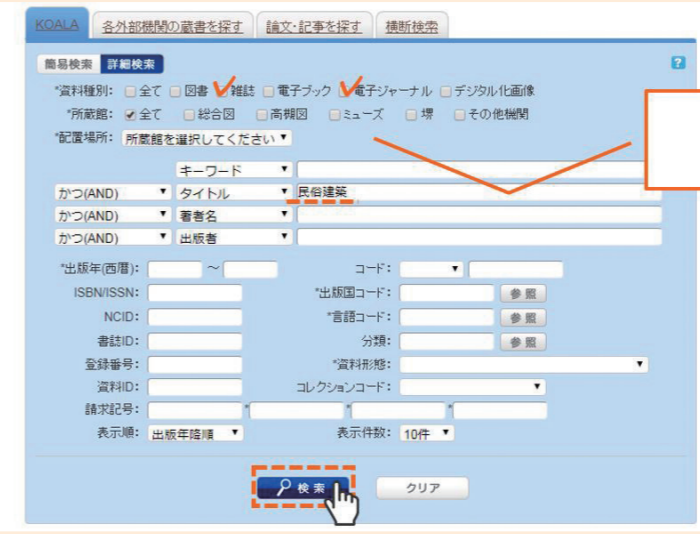 KOALA 各外部機関の蔵書を探す 論文・記事を探す 横断検索
簡易検索 詳細検索 ?
*資料種別: 全て 図書 雑誌 電子ブック 電子ジャーナル デジタル化画像
*所蔵館: 全て 総合図 高槻図 ミューズ 堺 その他機関
*配置場所: 所蔵館を選択してください
キーワード
かつ(AND) タイトル 民俗建築
かつ(AND) 著者名
かつ(AND) 出版者
*出版年(西暦): ~ コード:
ISBN/ISSN: *出版国コード: 参照
NCID: *言語コード: 参照
書誌ID: 分類: 参照
登録番号: *資料形態:
資料ID: コレクションコード:
請求記号: * * *
表示順: 出版年降順 表示件数: 10件
検索 クリア